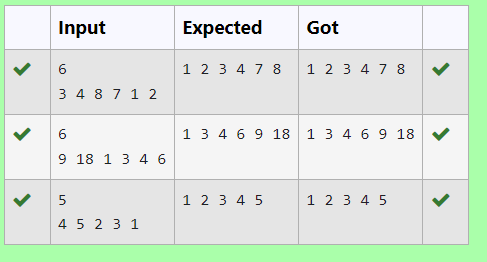 Input Expected Got
6 1 2 3 4 7 8 1 2 3 4 7 8
3 4 8 7 1 2
6 1 3 4 6 9 18 1 3 4 6 9 18
9 18 1 3 4 6
5 1 2 3 4 5 1 2 3 4 5
4 5 2 3 1